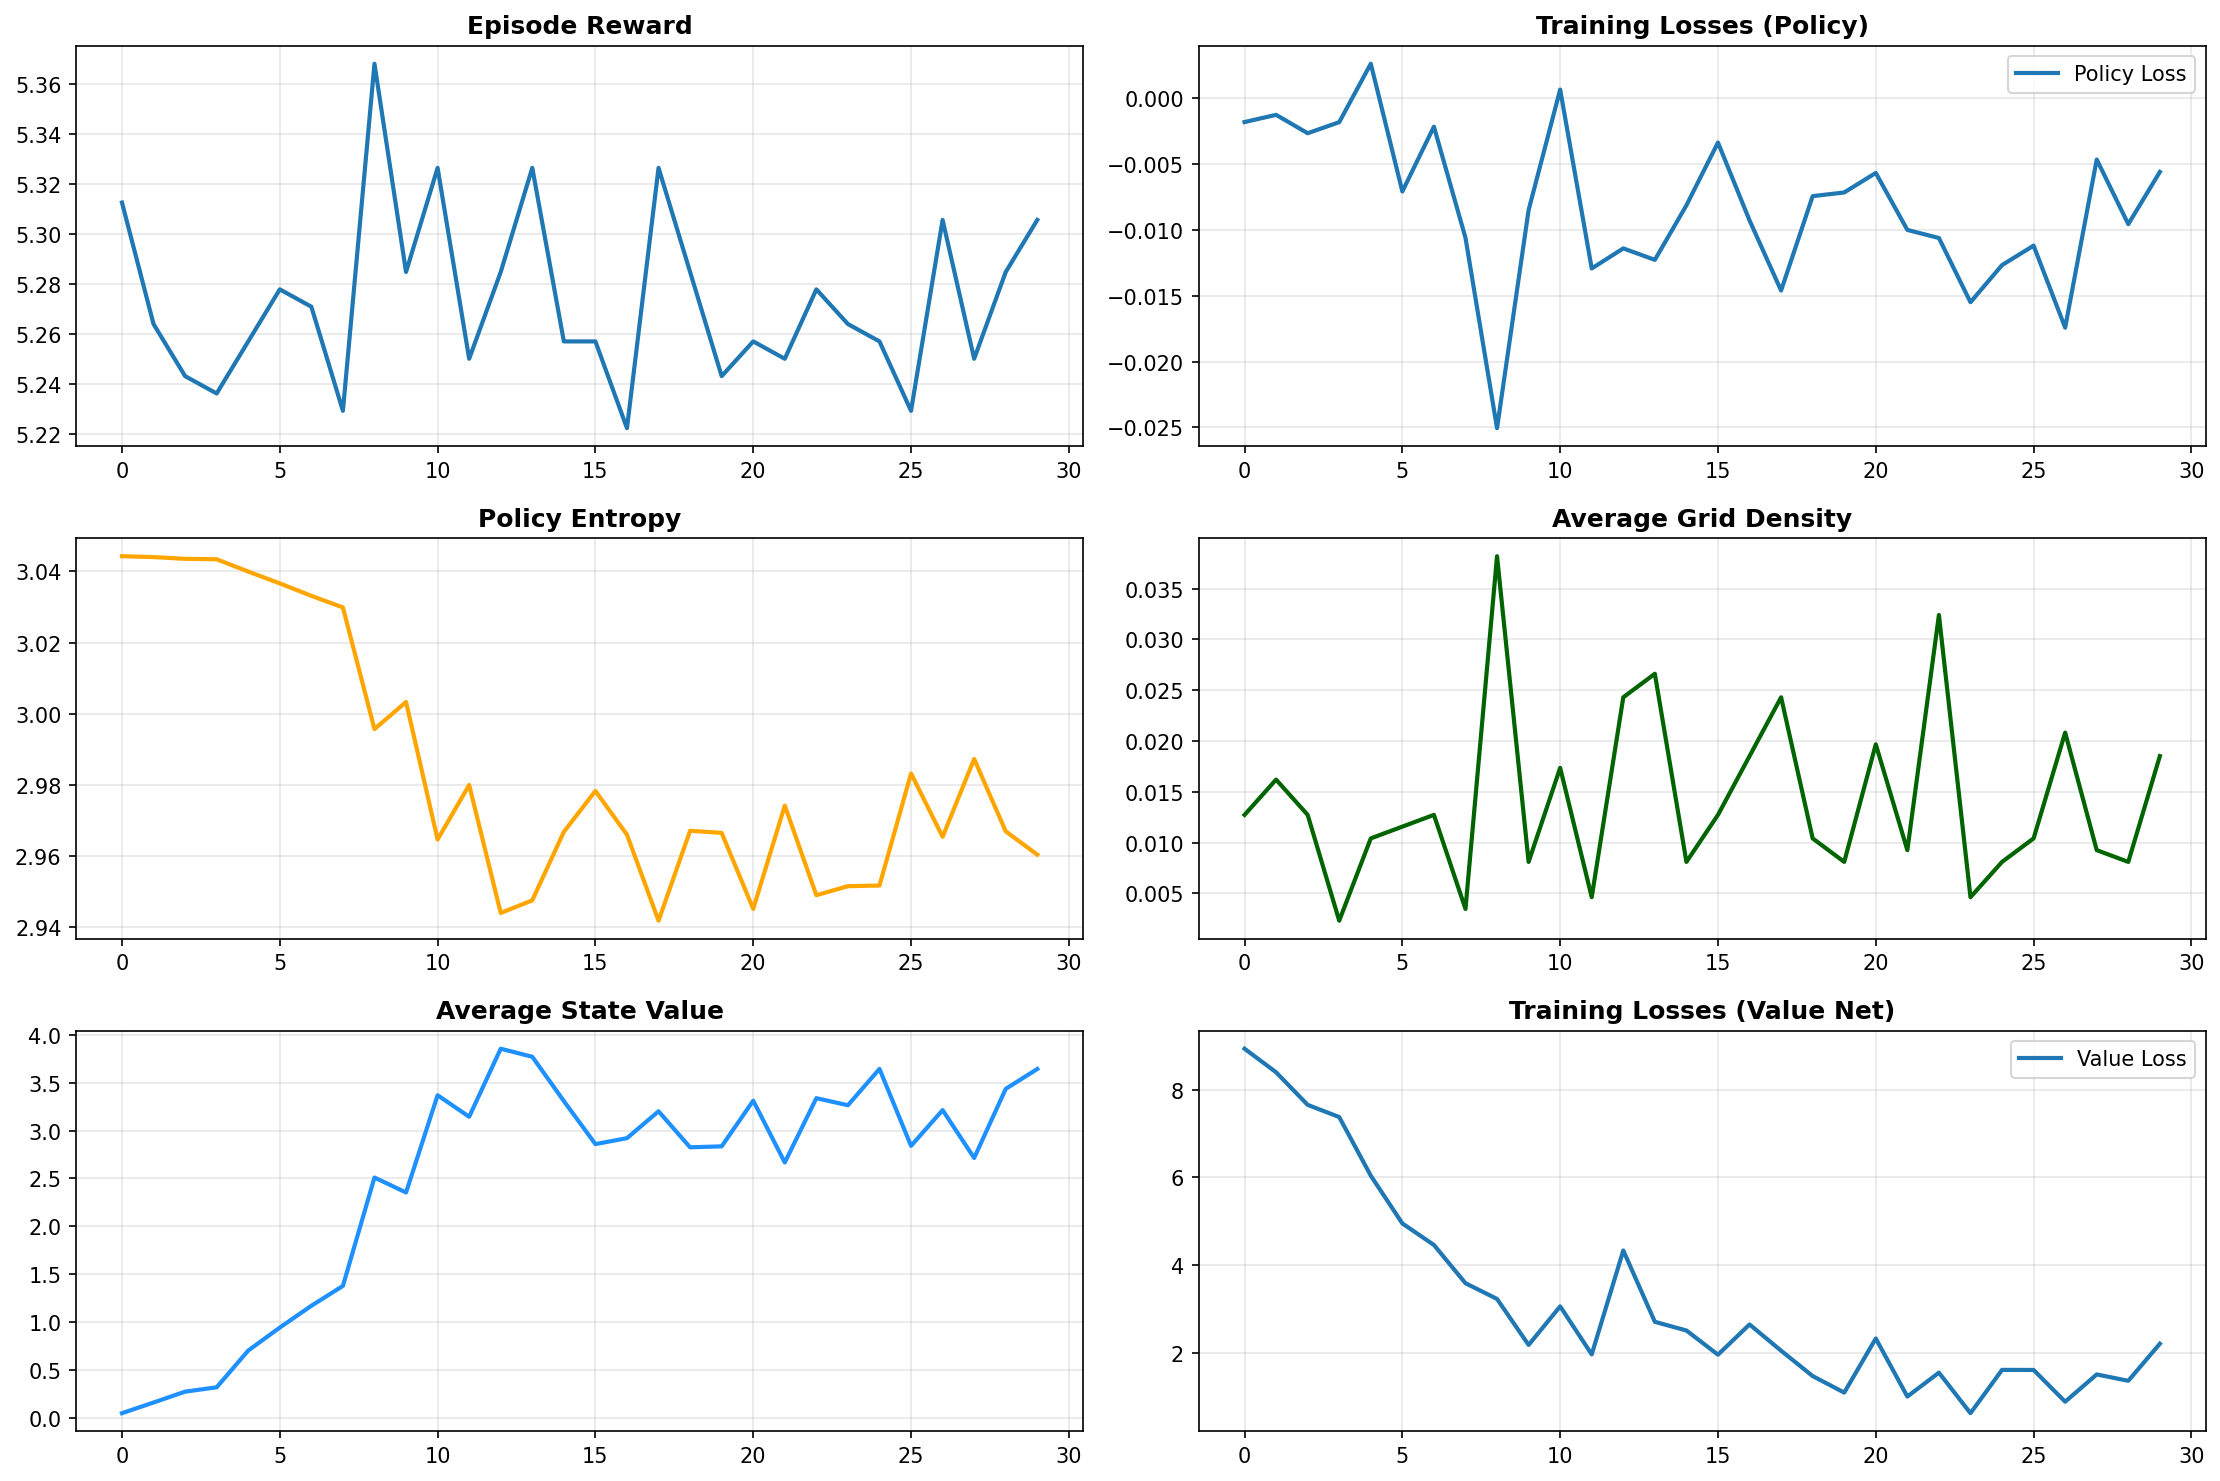 Episode Reward
5.36
5.34
5.32
5.30
5.28
5.26
5.24
5.22
0 5 10 15 20 25 30
Training Losses (Policy)
Policy Loss
0.000
−0.005
−0.010
−0.015
−0.020
−0.025
0 5 10 15 20 25 30
Policy Entropy
3.04
3.02
3.00
2.98
2.96
2.94
0 5 10 15 20 25 30
Average Grid Density
0.035
0.030
0.025
0.020
0.015
0.010
0.005
0 5 10 15 20 25 30
Average State Value
4.0
3.5
3.0
2.5
2.0
1.5
1.0
0.5
0.0
0 5 10 15 20 25 30
Training Losses (Value Net)
Value Loss
8
6
4
2
0 5 10 15 20 25 30